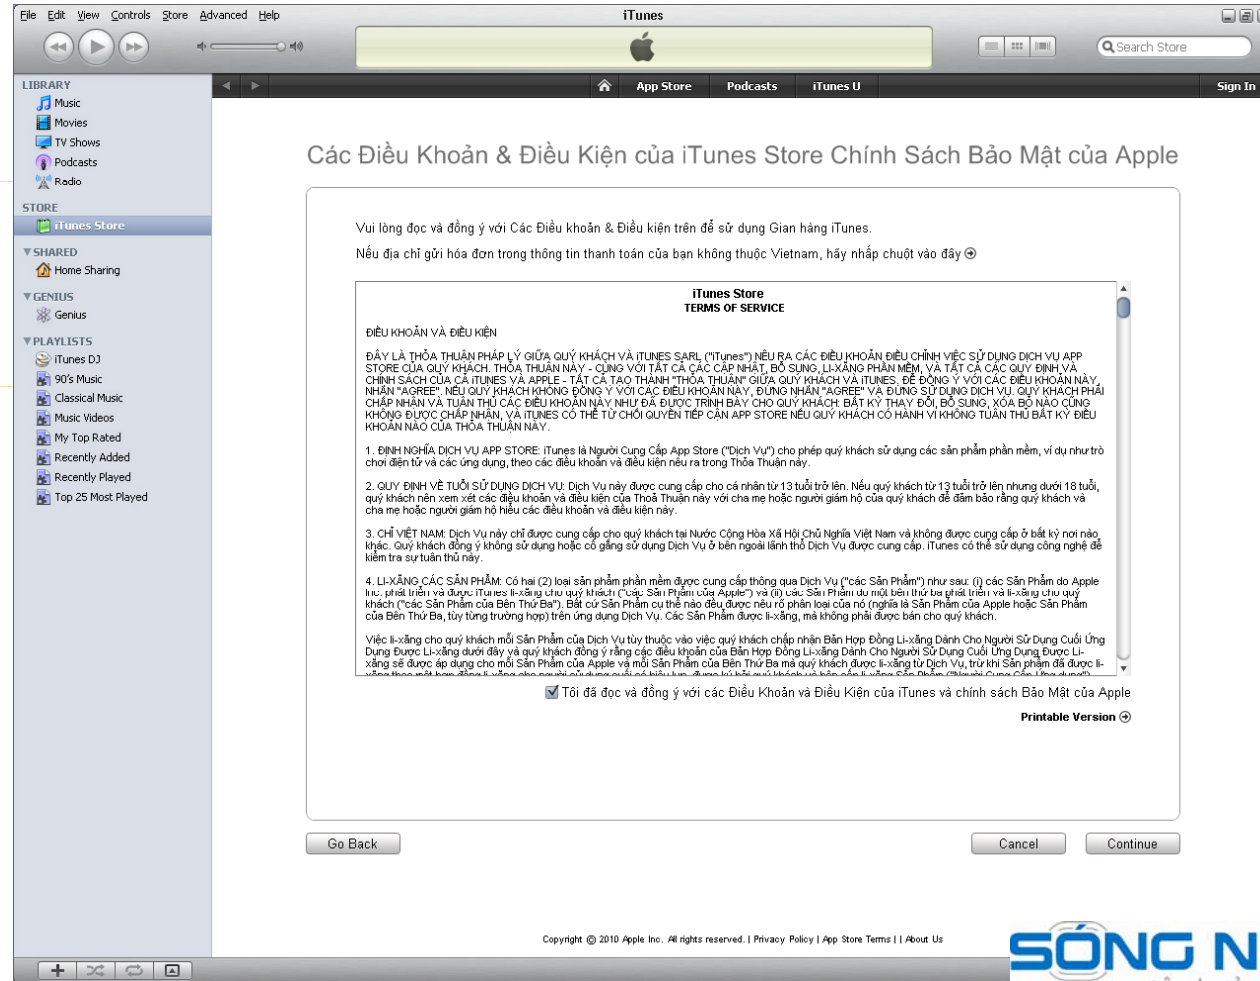 File Edit View Controls Store Advanced Help
iTunes
Search Store
LIBRARY
Music
Movies
TV Shows
Podcasts
Radio
STORE
iTunes Store
SHARED
Home Sharing
GENIUS
Genius
PLAYLISTS
iTunes DJ
90's Music
Classical Music
Music Videos
My Top Rated
Recently Added
Recently Played
Top 25 Most Played
App Store Podcasts iTunes U Sign In
Các Điều Khoản & Điều Kiện của iTunes Store Chính Sách Bảo Mật của Apple
Vui lòng đọc và đồng ý với Các Điều khoản & Điều kiện trên để sử dụng Gian hàng iTunes.
Nếu địa chỉ gửi hóa đơn trong thông tin thanh toán của bạn không thuộc Vietnam, hãy nhấp chuột vào đây
iTunes Store
TERMS OF SERVICE
ĐIỀU KHOẢN VÀ ĐIỀU KIỆN
ĐÂY LÀ THỎA THUẬN PHÁP LÝ GIỮA QUÝ KHÁCH VÀ iTUNES SARL ("iTunes") NÊU RA CÁC ĐIỀU KHOẢN ĐIỀU CHỈNH VIỆC SỬ DỤNG DỊCH VỤ APP
STORE CỦA QUÝ KHÁCH. THỎA THUẬN NÀY - CÙNG VỚI TẤT CẢ CÁC CẬP NHẬT, BỔ SUNG, LI-XĂNG PHẦN MỀM, VÀ TẤT CẢ CÁC QUY ĐỊNH VÀ
CHÍNH SÁCH CỦA CẢ iTUNES VÀ APPLE - TẤT CẢ TẠO THÀNH "THỎA THUẬN" GIỮA QUÝ KHÁCH VÀ iTUNES. ĐỂ ĐỒNG Ý VỚI CÁC ĐIỀU KHOẢN NÀY,
NHẤN "AGREE". NẾU QUÝ KHÁCH KHÔNG ĐỒNG Ý VỚI CÁC ĐIỀU KHOẢN NÀY, ĐỪNG NHẤN "AGREE" VÀ ĐỪNG SỬ DỤNG DỊCH VỤ. QUÝ KHÁCH PHẢI
CHẤP NHẬN VÀ TUÂN THỦ CÁC ĐIỀU KHOẢN NÀY NHƯ ĐÃ ĐƯỢC TRÌNH BÀY CHO QUÝ KHÁCH: BẤT KỲ THAY ĐỔI, BỔ SUNG, XÓA BỎ NÀO CŨNG
KHÔNG ĐƯỢC CHẤP NHẬN, VÀ iTUNES CÓ THỂ TỪ CHỐI QUYỀN TIẾP CẬN APP STORE NẾU QUÝ KHÁCH CÓ HÀNH VI KHÔNG TUÂN THỦ BẤT KỲ ĐIỀU
KHOẢN NÀO CỦA THỎA THUẬN NÀY.
1. ĐỊNH NGHĨA DỊCH VỤ APP STORE: iTunes là Người Cung Cấp App Store ("Dịch Vụ") cho phép quý khách sử dụng các sản phẩm phần mềm, ví dụ như trò
chơi điện tử và các ứng dụng, theo các điều khoản và điều kiện nêu ra trong Thỏa Thuận này.
2. QUY ĐỊNH VỀ TUỔI SỬ DỤNG DỊCH VỤ: Dịch Vụ này được cung cấp cho cá nhân từ 13 tuổi trở lên. Nếu quý khách từ 13 tuổi trở lên nhưng dưới 18 tuổi,
quý khách nên xem xét các điều khoản và điều kiện của Thoả Thuận này với cha mẹ hoặc người giám hộ của quý khách để đảm bảo rằng quý khách và
cha mẹ hoặc người giám hộ hiểu các điều khoản và điều kiện này.
3. CHỈ VIỆT NAM: Dịch Vụ này chỉ được cung cấp cho quý khách tại Nước Cộng Hòa Xã Hội Chủ Nghĩa Việt Nam và không được cung cấp ở bất kỳ nơi nào
khác. Quý khách đồng ý không sử dụng hoặc cố gắng sử dụng Dịch Vụ ở bên ngoài lãnh thổ Dịch Vụ được cung cấp. iTunes có thể sử dụng công nghệ để
kiểm tra sự tuân thủ này.
4. LI-XĂNG CÁC SẢN PHẨM: Có hai (2) loại sản phẩm phần mềm được cung cấp thông qua Dịch Vụ ("các Sản Phẩm") như sau: (i) các Sản Phẩm do Apple
Inc. phát triển và được iTunes li-xăng cho quý khách ("các Sản Phẩm của Apple") và (ii) các Sản Phẩm do một bên thứ ba phát triển và li-xăng cho quý
khách ("các Sản Phẩm của Bên Thứ Ba"). Bất cứ Sản Phẩm cụ thể nào đều được nêu rõ phân loại của nó (nghĩa là Sản Phẩm của Apple hoặc Sản Phẩm
của Bên Thứ Ba, tùy từng trường hợp) trên ứng dụng Dịch Vụ. Các Sản Phẩm được li-xăng, mà không phải được bán cho quý khách.
Việc li-xăng cho quý khách mỗi Sản Phẩm của Dịch Vụ tùy thuộc vào việc quý khách chấp nhận Bản Hợp Đồng Li-xăng Dành Cho Người Sử Dụng Cuối Ứng
Dụng Được Li-xăng dưới đây và quý khách đồng ý rằng các điều khoản của Bản Hợp Đồng Li-xăng Dành Cho Người Sử Dụng Cuối Ứng Dụng Được Li-
xăng sẽ được áp dụng cho mỗi Sản Phẩm của Apple và mỗi Sản Phẩm của Bên Thứ Ba mà quý khách được li-xăng từ Dịch Vụ, trừ khi Sản phẩm đã được li-
Tôi đã đọc và đồng ý với các Điều Khoản và Điều Kiện của iTunes và chính sách Bảo Mật của Apple
Printable Version
Go Back Cancel Continue
Copyright © 2010 Apple Inc. All rights reserved. | Privacy Policy | App Store Terms | | About Us
SÓNG N